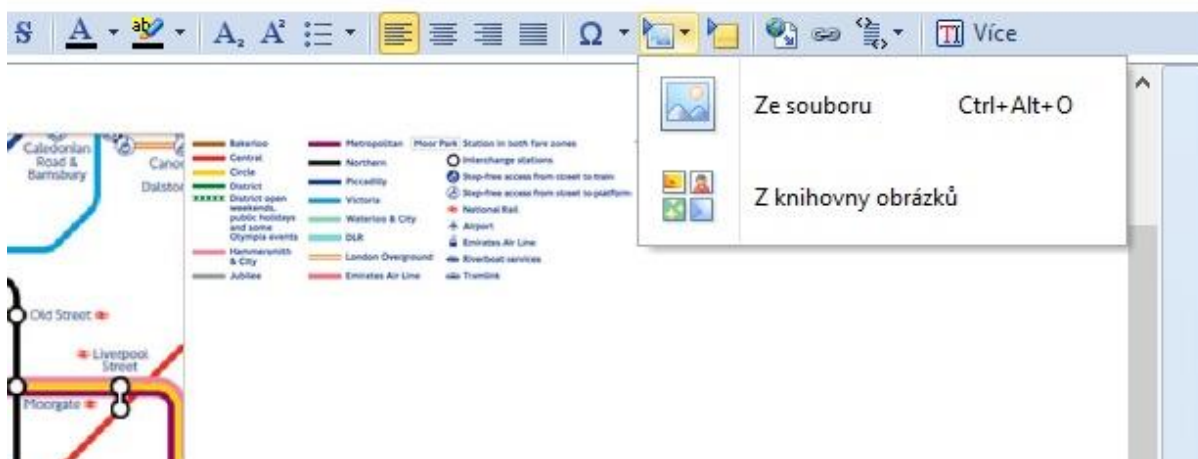 S A ab A₂ A² Ω TI Více
Ze souboru Ctrl+Alt+O
Z knihovny obrázků
Caledonian
Road &
Barnsbury
Dalston
Old Street
Liverpool
Street
Moorgate
Bakerloo
Central
Circle
District
District open
weekends,
public holidays
and some
Olympia events
Hammersmith
& City
Jubilee
Metropolitan
Northern
Piccadilly
Victoria
Waterloo & City
DLR
London Overground
Emirates Air Line
Moor Park Station in both fare zones
Interchange stations
Step-free access from street to train
Step-free access from street to platform
National Rail
Airport
Emirates Air Line
Riverboat services
Tramlink